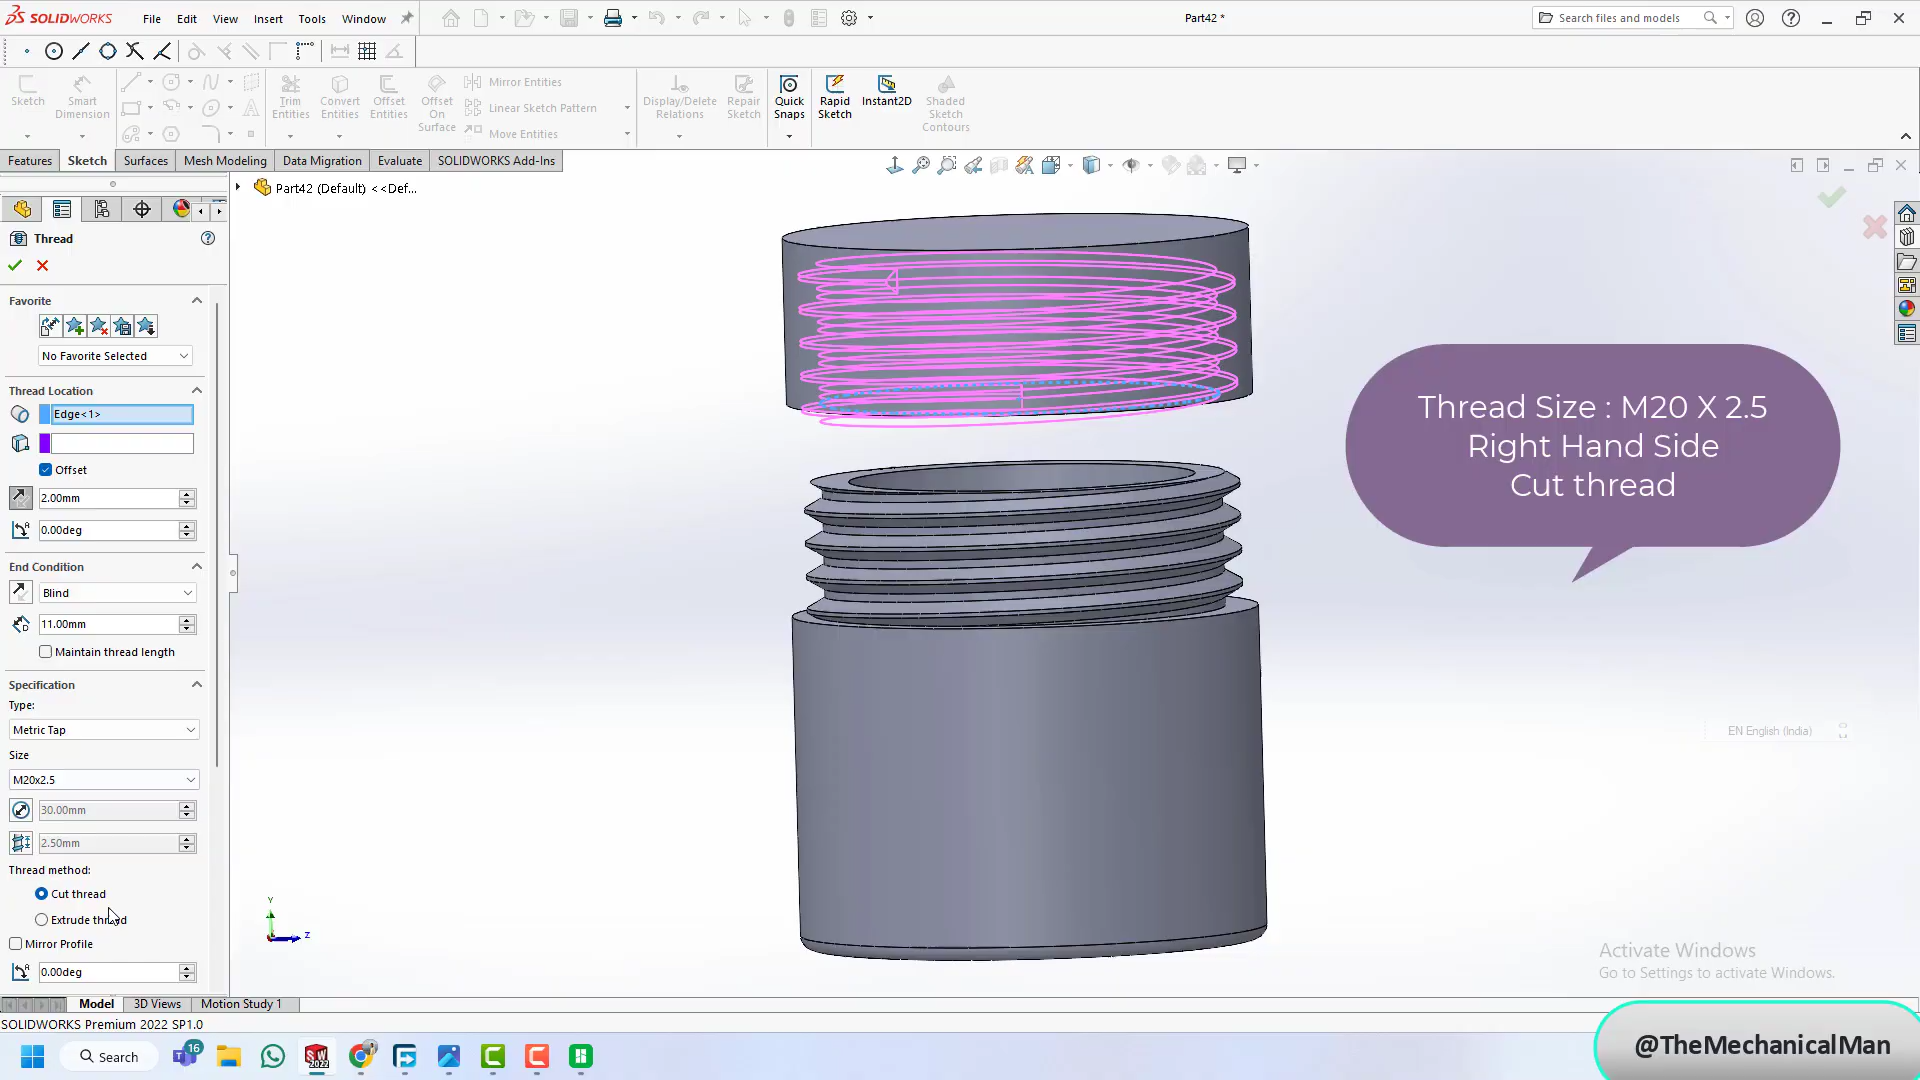 SOLIDWORKS
File Edit View Insert Tools Window
Part42 *
Search files and models
Sketch
Smart Dimension
Trim Entities
Convert Entities
Offset Entities
Offset On Surface
Mirror Entities
Linear Sketch Pattern
Move Entities
Display/Delete Relations
Repair Sketch
Quick Snaps
Rapid Sketch
Instant2D
Shaded Sketch Contours
Features Sketch Surfaces Mesh Modeling Data Migration Evaluate SOLIDWORKS Add-Ins
Part42 (Default) <<Def...
Thread
Favorite
No Favorite Selected
Thread Location
Edge<1>
Offset
2.00mm
0.00deg
End Condition
Blind
11.00mm
Maintain thread length
Specification
Type:
Metric Tap
Size
M20x2.5
30.00mm
2.50mm
Thread method:
Cut thread
Extrude thread
Mirror Profile
0.00deg
Thread Size : M20 X 2.5
Right Hand Side
Cut thread
EN English (India)
Y
Z
Activate Windows
Go to Settings to activate Windows.
Model 3D Views Motion Study 1
SOLIDWORKS Premium 2022 SP1.0
Search
16
SW
2022
@TheMechanicalMan